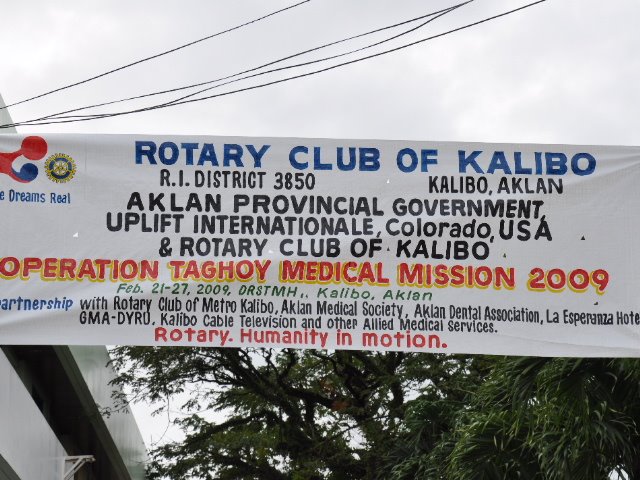 ROTARY CLUB OF KALIBO
R.I. DISTRICT 3850 KALIBO, AKLAN
e Dreams Real
AKLAN PROVINCIAL GOVERNMENT,
UPLIFT INTERNATIONALE, Colorado, USA
& ROTARY CLUB OF KALIBO
OPERATION TAGHOY MEDICAL MISSION 2009
Feb. 21-27, 2009, DRSTMH., Kalibo, Aklan
partnership with Rotary Club of Metro Kalibo, Aklan Medical Society, Aklan Dental Association, La Esperanza Hote
GMA-DYRU, Kalibo Cable Television and other Allied Medical Services.
Rotary. Humanity in motion.